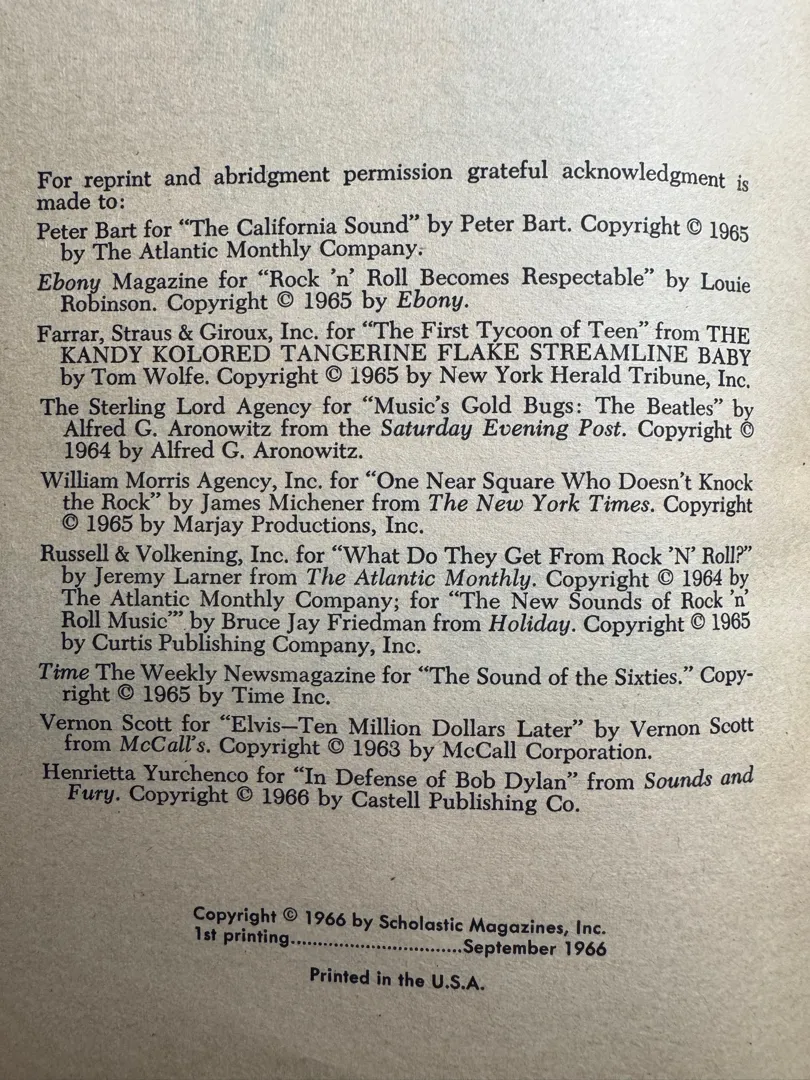 For reprint and abridgment permission grateful acknowledgment is
made to:
Peter Bart for “The California Sound” by Peter Bart. Copyright © 1965
by The Atlantic Monthly Company.
Ebony Magazine for “Rock ’n’ Roll Becomes Respectable” by Louie
Robinson. Copyright © 1965 by Ebony.
Farrar, Straus & Giroux, Inc. for “The First Tycoon of Teen” from THE
KANDY KOLORED TANGERINE FLAKE STREAMLINE BABY
by Tom Wolfe. Copyright © 1965 by New York Herald Tribune, Inc.
The Sterling Lord Agency for “Music’s Gold Bugs: The Beatles” by
Alfred G. Aronowitz from the Saturday Evening Post. Copyright ©
1964 by Alfred G. Aronowitz.
William Morris Agency, Inc. for “One Near Square Who Doesn’t Knock
the Rock” by James Michener from The New York Times. Copyright
© 1965 by Marjay Productions, Inc.
Russell & Volkening, Inc. for “What Do They Get From Rock ’N’ Roll?”
by Jeremy Larner from The Atlantic Monthly. Copyright © 1964 by
The Atlantic Monthly Company; for “The New Sounds of Rock ’n’
Roll Music”’ by Bruce Jay Friedman from Holiday. Copyright © 1965
by Curtis Publishing Company, Inc.
Time The Weekly Newsmagazine for “The Sound of the Sixties.” Copy-
right © 1965 by Time Inc.
Vernon Scott for “Elvis—Ten Million Dollars Later” by Vernon Scott
from McCall’s. Copyright © 1963 by McCall Corporation.
Henrietta Yurchenco for “In Defense of Bob Dylan” from Sounds and
Fury. Copyright © 1966 by Castell Publishing Co.
Copyright © 1966 by Scholastic Magazines, Inc.
1st printing..............................September 1966
Printed in the U.S.A.